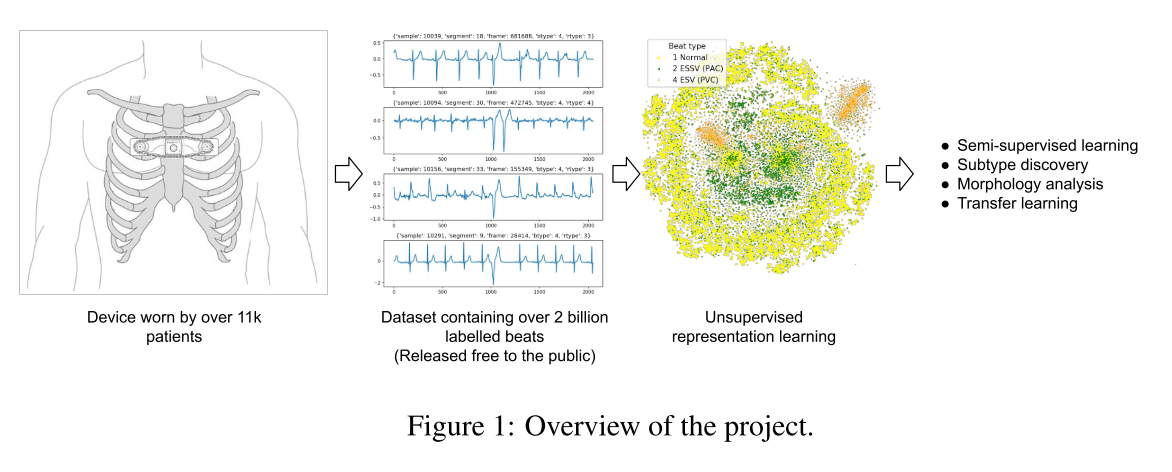 {'sample': 10039, 'segment': 18, 'frame': 681688, 'btype': 4, 'rtype': 3}
0.5
0.0
−0.5
0
500
1000
1500
2000
{'sample': 10094, 'segment': 30, 'frame': 472745, 'btype': 4, 'rtype': 4}
0.0
−0.5
0
500
1000
1500
2000
{'sample': 10156, 'segment': 33, 'frame': 155349, 'btype': 4, 'rtype': 3}
0.5
0.0
−0.5
−1.0
0
500
1000
1500
2000
{'sample': 10291, 'segment': 9, 'frame': 28414, 'btype': 4, 'rtype': 3}
0
−2
0
500
1000
1500
2000
Beat type
1 Normal
2 ESSV (PAC)
4 ESV (PVC)
● Semi-supervised learning
● Subtype discovery
● Morphology analysis
● Transfer learning
Device worn by over 11k
patients
Dataset containing over 2 billion
labelled beats
(Released free to the public)
Unsupervised
representation learning
Figure 1: Overview of the project.